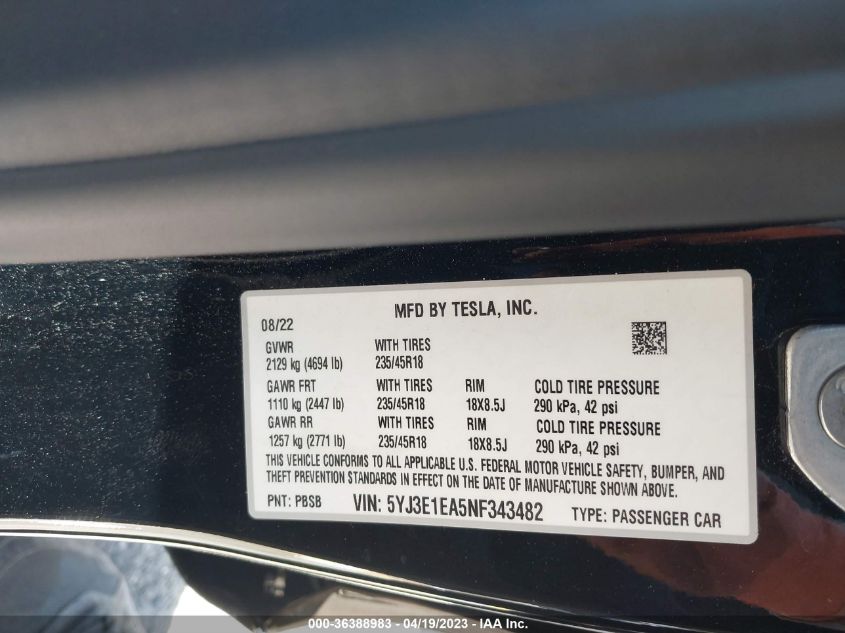 MFD BY TESLA, INC.
08/22
GVWR WITH TIRES
2129 kg (4694 lb) 235/45R18
GAWR FRT WITH TIRES RIM COLD TIRE PRESSURE
1110 kg (2447 lb) 235/45R18 18X8.5J 290 kPa, 42 psi
GAWR RR WITH TIRES RIM COLD TIRE PRESSURE
1257 kg (2771 lb) 235/45R18 18X8.5J 290 kPa, 42 psi
THIS VEHICLE CONFORMS TO ALL APPLICABLE U.S. FEDERAL MOTOR VEHICLE SAFETY, BUMPER, AND
THEFT PREVENTION STANDARDS IN EFFECT ON THE DATE OF MANUFACTURE SHOWN ABOVE.
PNT: PBSB VIN: 5YJ3E1EA5NF343482 TYPE: PASSENGER CAR
000-36388983 - 04/19/2023 - IAA Inc.